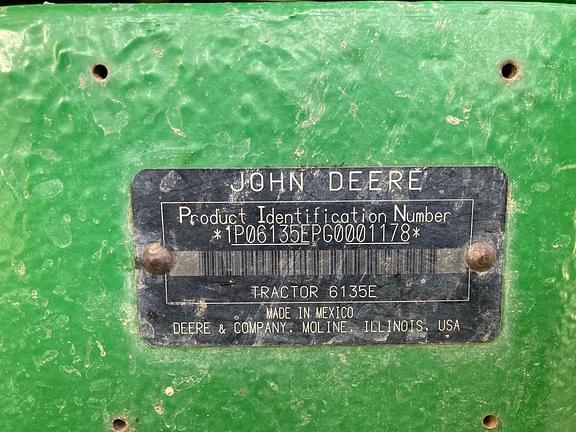 JOHN DEERE
Product Identification Number
*1P06135EPG0001178*
TRACTOR 6135E
MADE IN MEXICO
DEERE & COMPANY, MOLINE, ILLINOIS, USA